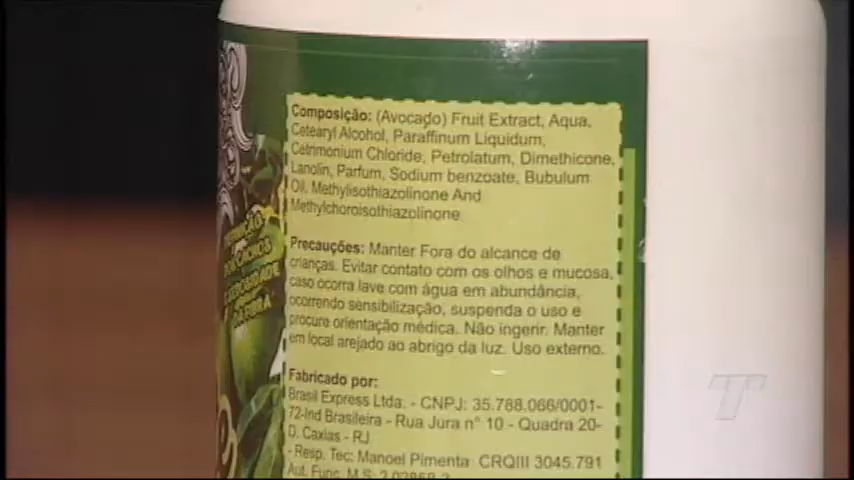 Composição: (Avocado) Fruit Extract, Aqua,
Cetearyl Alcohol, Paraffinum Liquidum,
Cetrimonium Chloride, Petrolatum, Dimethicone,
Lanolin, Parfum, Sodium benzoate, Bubulum
Oil, Methylisothiazolinone And
Methylchoroisothiazolinone
Precauções: Manter Fora do alcance de
crianças. Evitar contato com os olhos e mucosa,
caso ocorra lave com água em abundância,
ocorrendo sensibilização, suspenda o uso e
procure orientação médica. Não ingerir. Manter
em local arejado ao abrigo da luz. Uso externo.
Fabricado por:
Brasil Express Ltda. - CNPJ: 35.788.066/0001-
72-Ind Brasileira - Rua Jura n° 10 - Quadra 20-
D. Caxias - RJ
- Resp. Tec: Manoel Pimenta CRQIII 3045.791
Aut. Func. M.S:
CACHOS
T